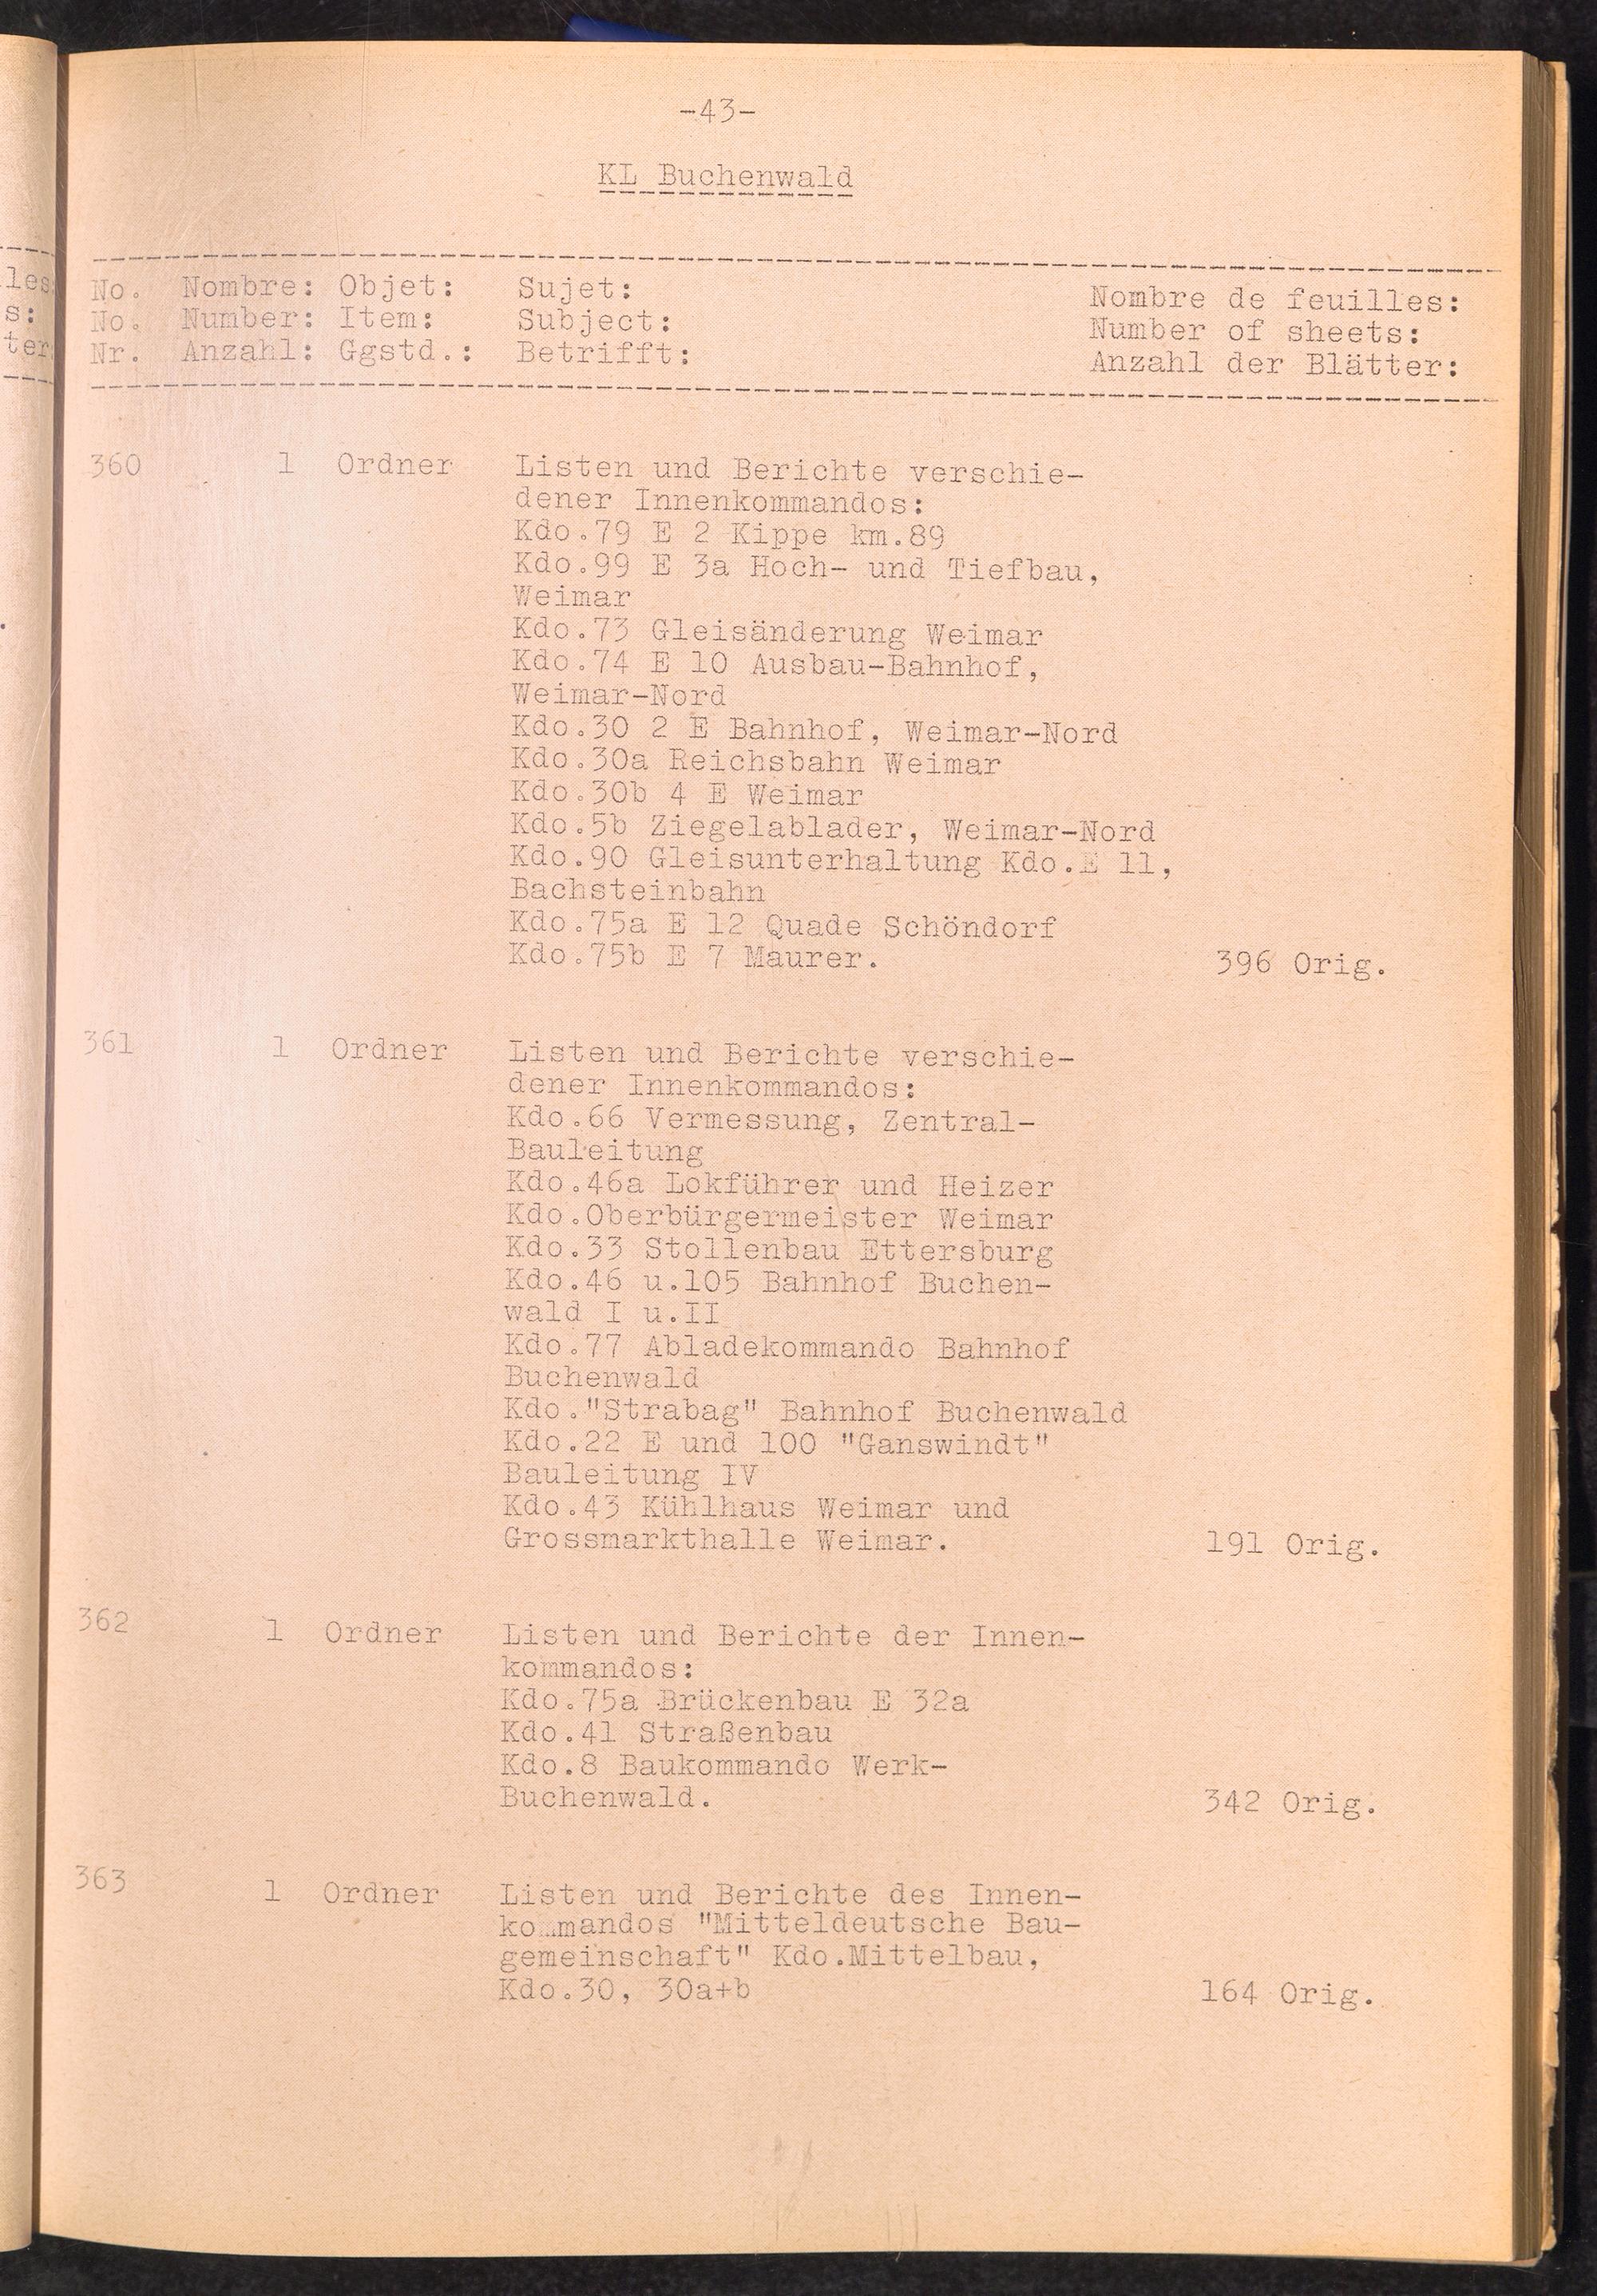 -43-
KL Buchenwald
les:
s:
ter
No. Nombre: Objet: Sujet: Nombre de feuilles:
No. Number: Item: Subject: Number of sheets:
Nr. Anzahl: Ggstd.: Betrifft: Anzahl der Blätter:
360 1 Ordner Listen und Berichte verschie-
dener Innenkommandos:
Kdo.79 E 2 Kippe km.89
Kdo.99 E 3a Hoch- und Tiefbau,
Weimar
Kdo.73 Gleisänderung Weimar
Kdo.74 E 10 Ausbau-Bahnhof,
Weimar-Nord
Kdo.30 2 E Bahnhof, Weimar-Nord
Kdo.30a Reichsbahn Weimar
Kdo.30b 4 E Weimar
Kdo.5b Ziegelablader, Weimar-Nord
Kdo.90 Gleisunterhaltung Kdo.E 11,
Bachsteinbahn
Kdo.75a E 12 Quade Schöndorf
Kdo.75b E 7 Maurer. 396 Orig.
361 1 Ordner Listen und Berichte verschie-
dener Innenkommandos:
Kdo.66 Vermessung, Zentral-
Bauleitung
Kdo.46a Lokführer und Heizer
Kdo.Oberbürgermeister Weimar
Kdo.33 Stollenbau Ettersburg
Kdo.46 u.105 Bahnhof Buchen-
wald I u.II
Kdo.77 Abladekommando Bahnhof
Buchenwald
Kdo."Strabag" Bahnhof Buchenwald
Kdo.22 E und 100 "Ganswindt"
Bauleitung IV
Kdo.43 Kühlhaus Weimar und
Grossmarkthalle Weimar. 191 Orig.
362 1 Ordner Listen und Berichte der Innen-
kommandos:
Kdo.75a Brückenbau E 32a
Kdo.41 Straßenbau
Kdo.8 Baukommando Werk-
Buchenwald. 342 Orig.
363 1 Ordner Listen und Berichte des Innen-
kommandos "Mitteldeutsche Bau-
gemeinschaft" Kdo.Mittelbau,
Kdo.30, 30a+b 164 Orig.